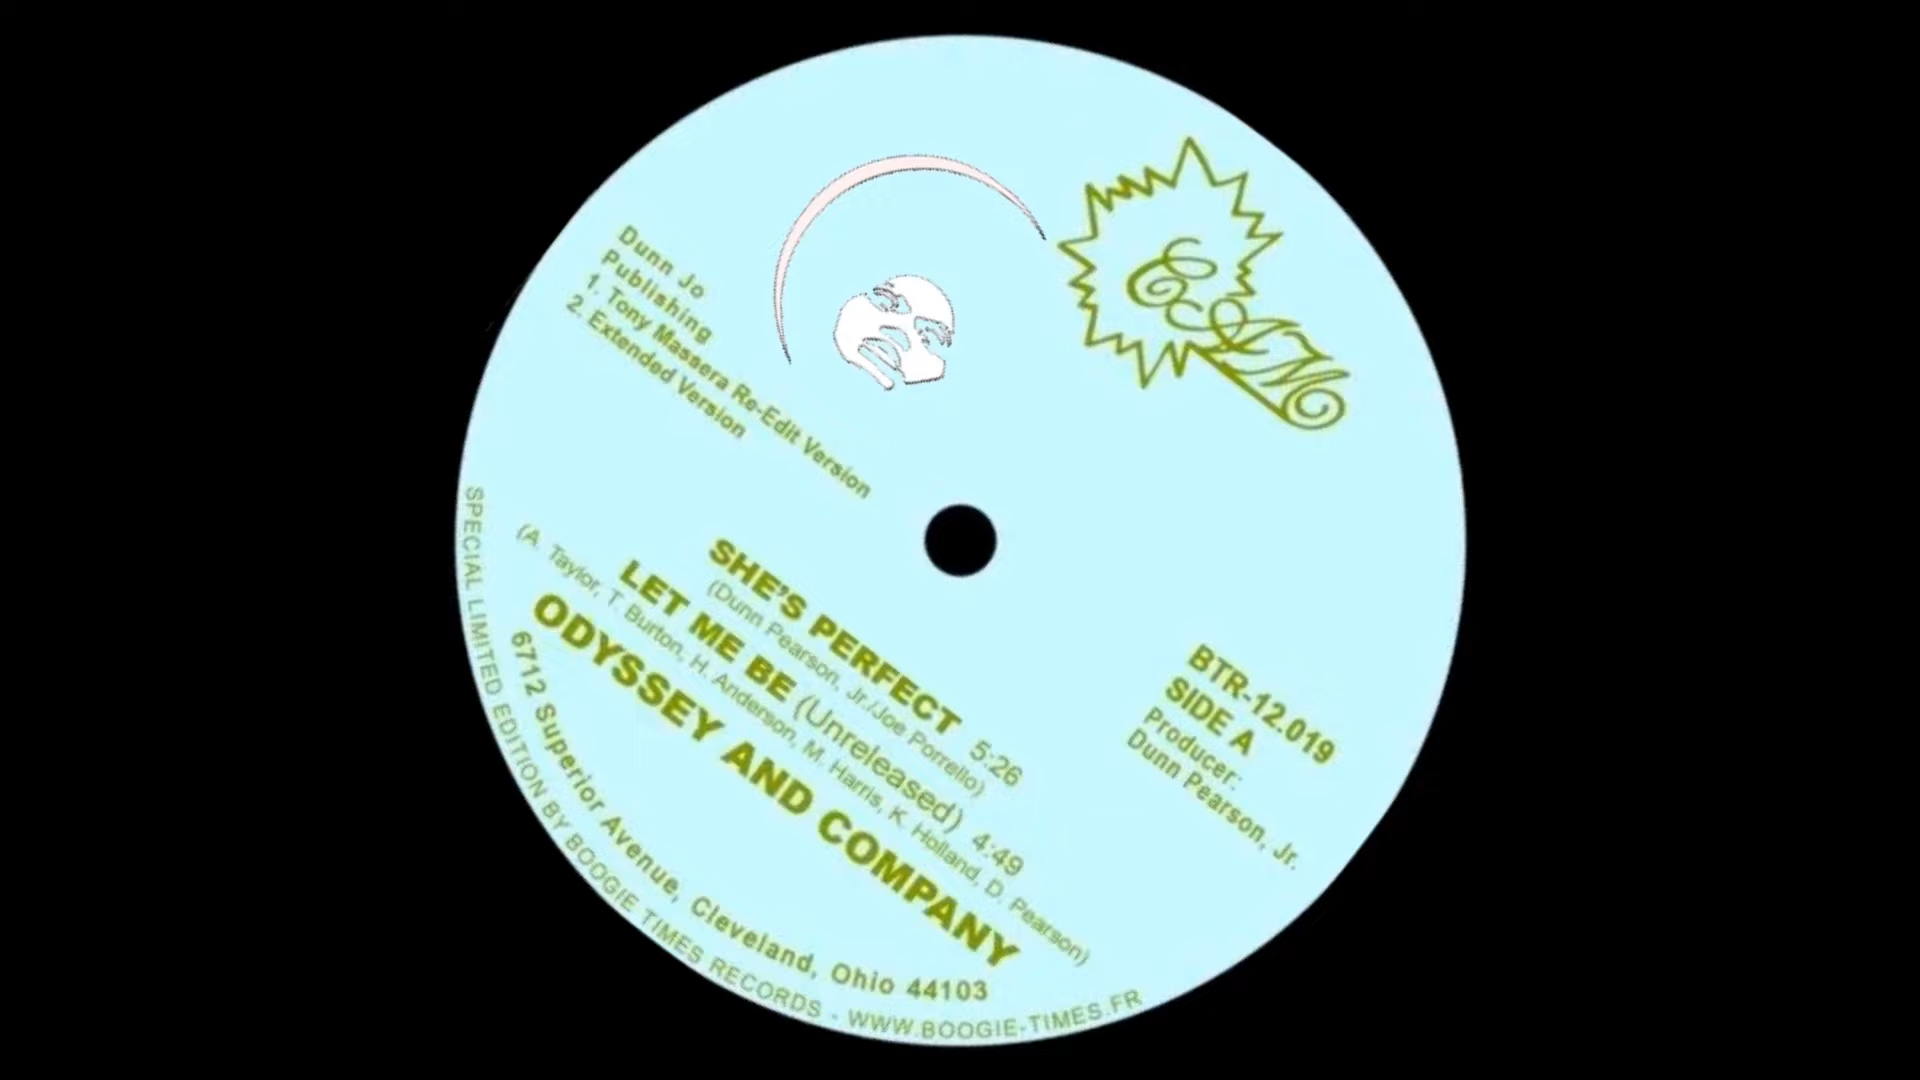 CAM
Dunn Jo
Publishing
1. Tony Massera Re-Edit Version
2. Extended Version
BTR-12.019
SIDE A
Producer:
Dunn Pearson, Jr.
SHE'S PERFECT 5:26
(Dunn Pearson, Jr./Joe Porrello)
LET ME BE (Unreleased) 4:49
(A. Taylor, T. Burton, H. Anderson, M. Harris, K. Holland, D. Pearson)
ODYSSEY AND COMPANY
6712 Superior Avenue, Cleveland, Ohio 44103
SPECIAL LIMITED EDITION BY BOOGIE TIMES RECORDS - WWW.BOOGIE-TIMES.FR